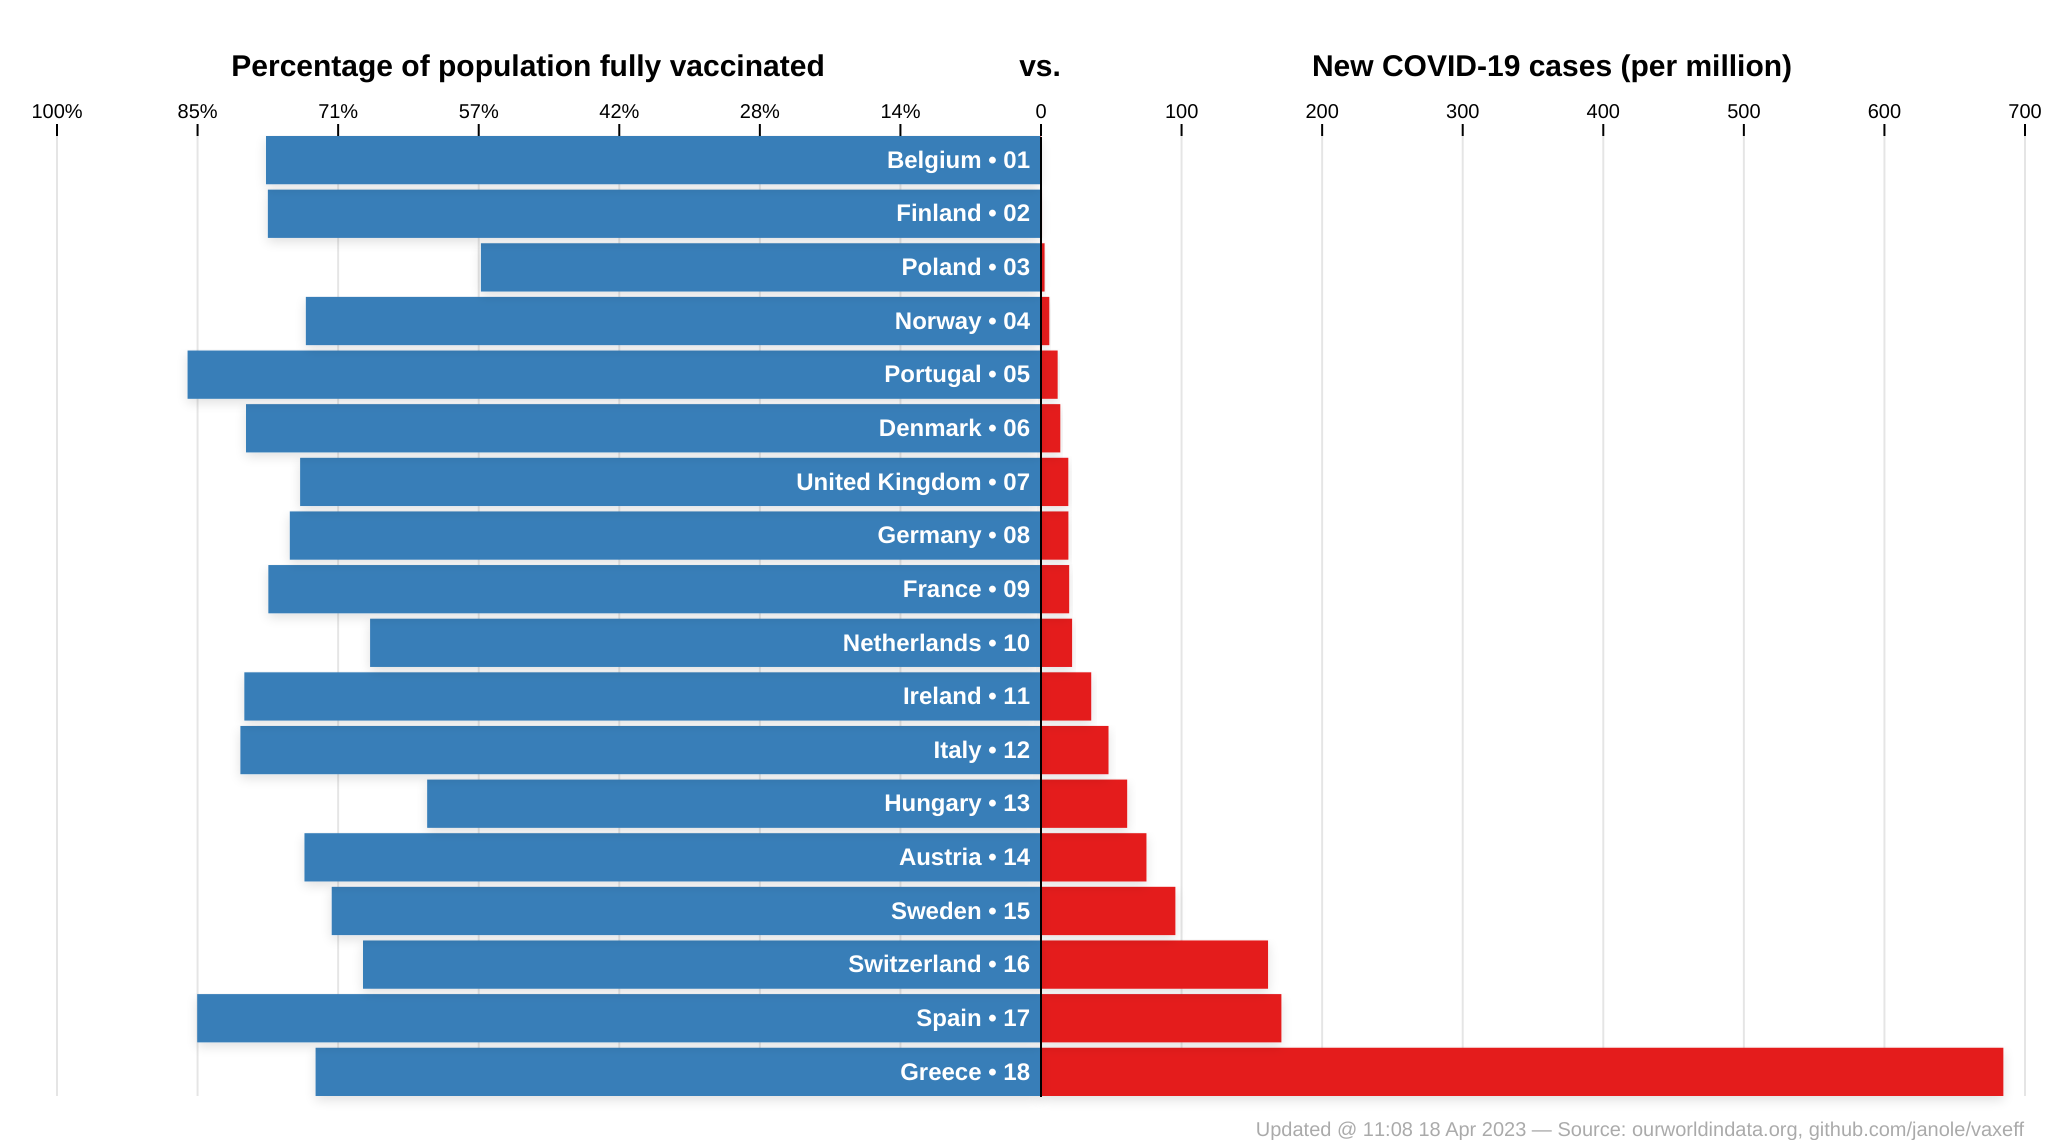 Percentage of population fully vaccinated vs. New COVID-19 cases (per million)
100% 85% 71% 57% 42% 28% 14% 0 100 200 300 400 500 600 700
Belgium • 01
Finland • 02
Poland • 03
Norway • 04
Portugal • 05
Denmark • 06
United Kingdom • 07
Germany • 08
France • 09
Netherlands • 10
Ireland • 11
Italy • 12
Hungary • 13
Austria • 14
Sweden • 15
Switzerland • 16
Spain • 17
Greece • 18
Updated @ 11:08 18 Apr 2023 — Source: ourworldindata.org, github.com/janole/vaxeff